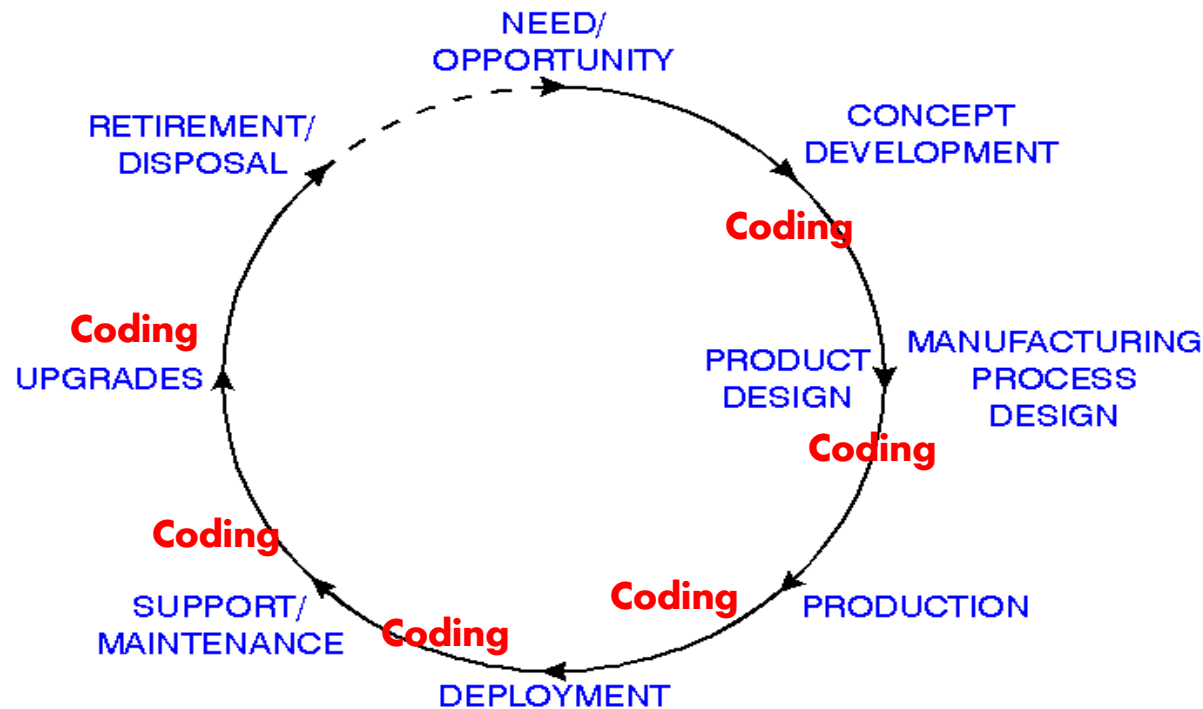 NEED/
OPPORTUNITY
CONCEPT
DEVELOPMENT
RETIREMENT/
DISPOSAL
Coding
Coding
UPGRADES
PRODUCT
DESIGN
MANUFACTURING
PROCESS
DESIGN
Coding
Coding
Coding
PRODUCTION
SUPPORT/
MAINTENANCE
Coding
DEPLOYMENT